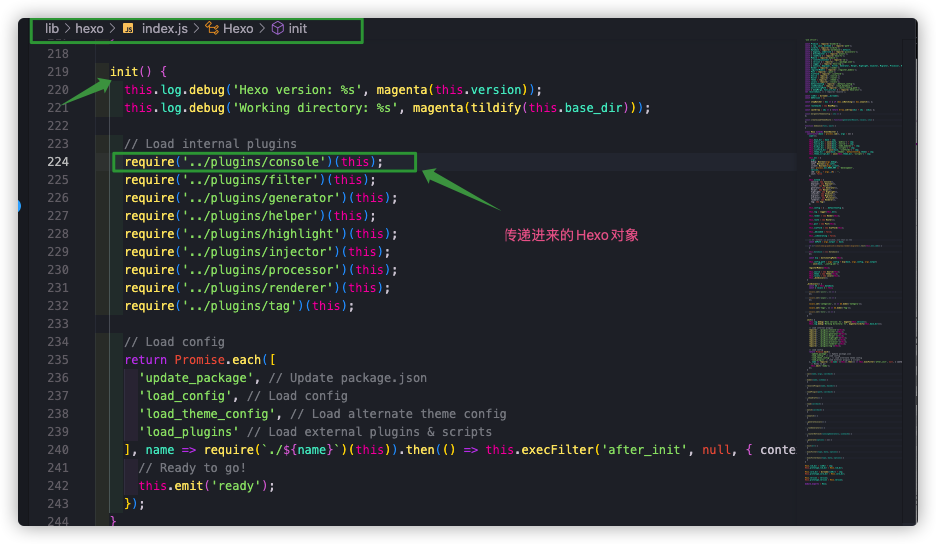 lib > hexo > JS index.js > Hexo > init
218
219 init() {
220 this.log.debug('Hexo version: %s', magenta(this.version));
221 this.log.debug('Working directory: %s', magenta(tildify(this.base_dir)));
222
223 // Load internal plugins
224 require('../plugins/console')(this);
225 require('../plugins/filter')(this);
226 require('../plugins/generator')(this);
227 require('../plugins/helper')(this);
228 require('../plugins/highlight')(this);
229 require('../plugins/injector')(this);
230 require('../plugins/processor')(this);
231 require('../plugins/renderer')(this);
232 require('../plugins/tag')(this);
传递进来的Hexo对象
233
234 // Load config
235 return Promise.each([
236 'update_package', // Update package.json
237 'load_config', // Load config
238 'load_theme_config', // Load alternate theme config
239 'load_plugins' // Load external plugins & scripts
240 ], name => require(`./${name}`)(this)).then(() => this.execFilter('after_init', null, { conte
241 // Ready to go!
242 this.emit('ready');
243 });
244 }